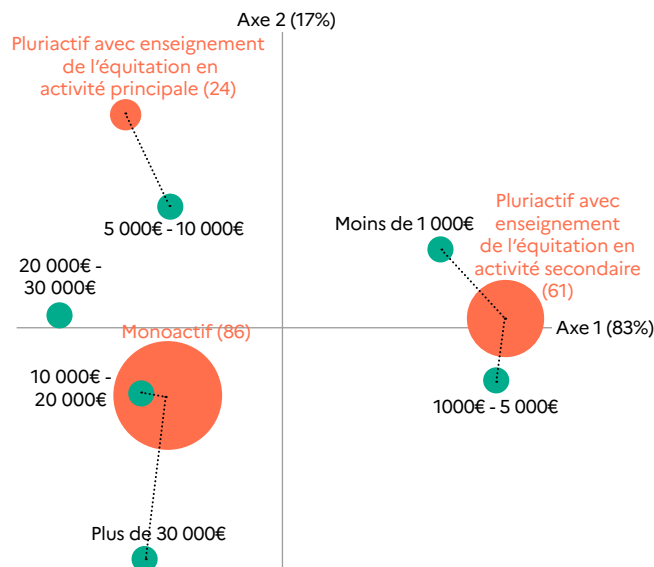 Axe 2 (17%)
Pluriactif avec enseignement
de l'équitation en
activité principale (24)
5 000€ - 10 000€
Moins de 1 000€
Pluriactif avec
enseignement
de l'équitation en
activité secondaire
(61)
20 000€ -
30 000€
Monoactif (86)
Axe 1 (83%)
10 000€ -
20 000€
1000€ - 5 000€
Plus de 30 000€